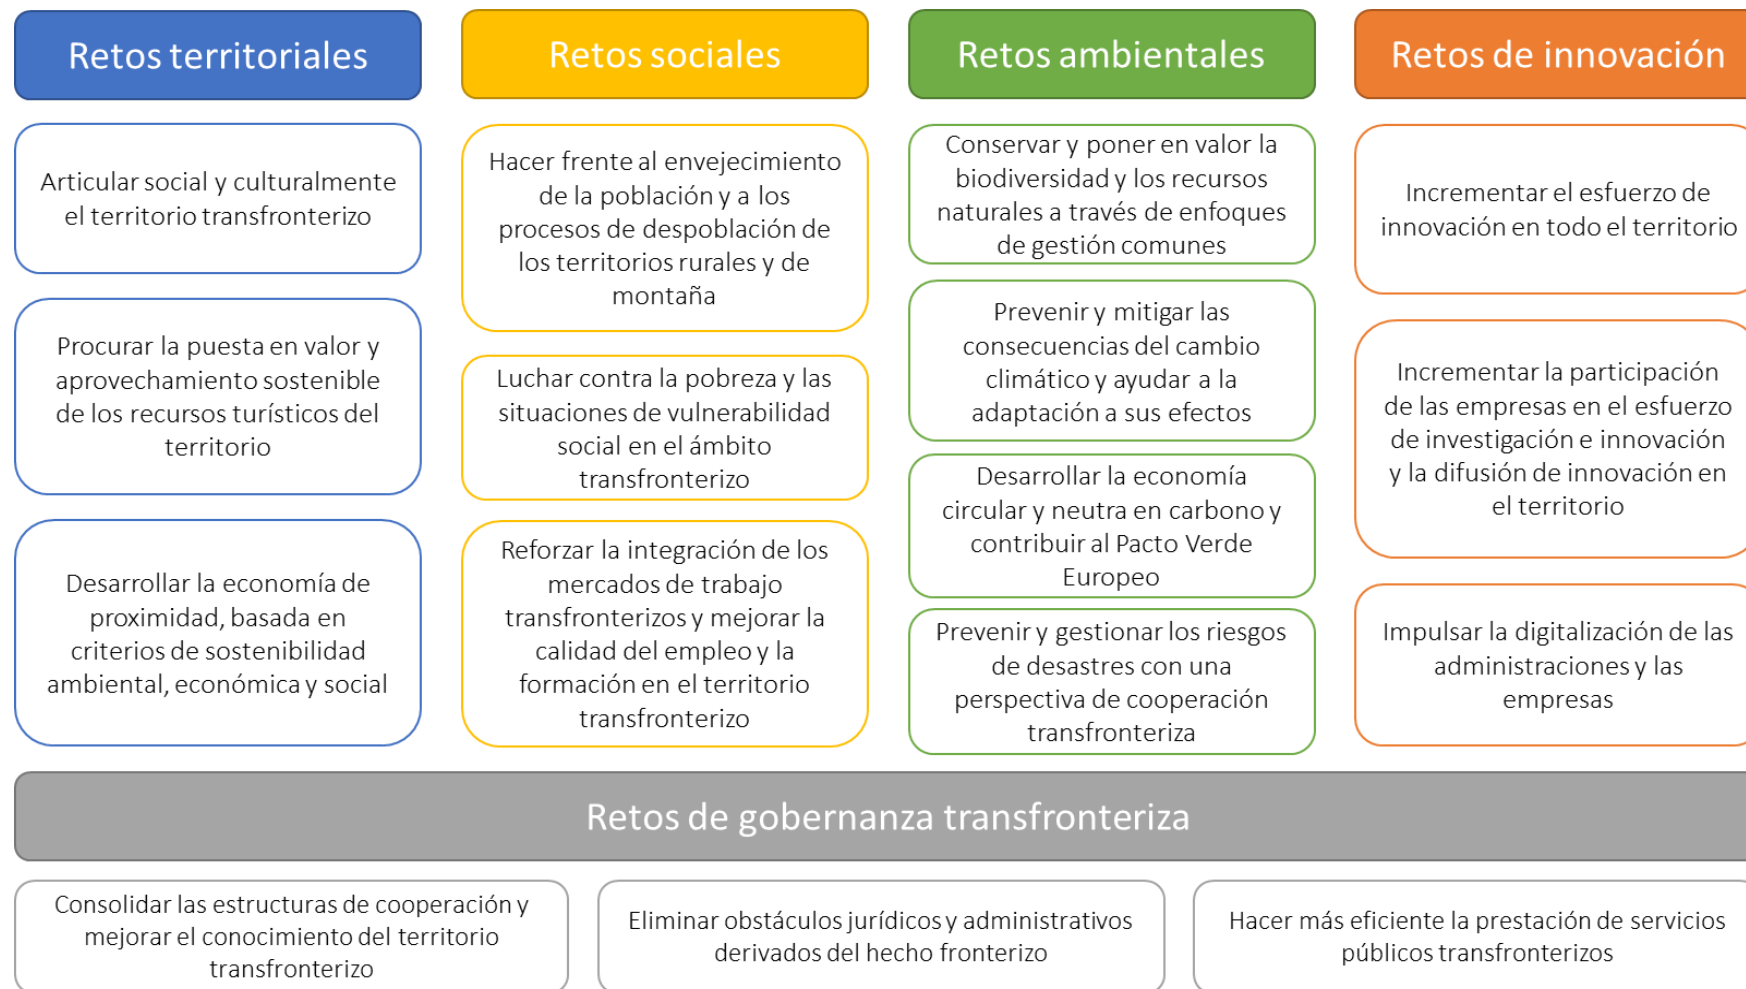 Retos territoriales
Articular social y culturalmente
el territorio transfronterizo
Procurar la puesta en valor y
aprovechamiento sostenible
de los recursos turísticos del
territorio
Desarrollar la economía de
proximidad, basada en
criterios de sostenibilidad
ambiental, económica y social
Retos sociales
Hacer frente al envejecimiento
de la población y a los
procesos de despoblación de
los territorios rurales y de
montaña
Luchar contra la pobreza y las
situaciones de vulnerabilidad
social en el ámbito
transfronterizo
Reforzar la integración de los
mercados de trabajo
transfronterizos y mejorar la
calidad del empleo y la
formación en el territorio
transfronterizo
Retos ambientales
Conservar y poner en valor la
biodiversidad y los recursos
naturales a través de enfoques
de gestión comunes
Prevenir y mitigar las
consecuencias del cambio
climático y ayudar a la
adaptación a sus efectos
Desarrollar la economía
circular y neutra en carbono y
contribuir al Pacto Verde
Europeo
Prevenir y gestionar los riesgos
de desastres con una
perspectiva de cooperación
transfronteriza
Retos de innovación
Incrementar el esfuerzo de
innovación en todo el territorio
Incrementar la participación
de las empresas en el esfuerzo
de investigación e innovación
y la difusión de innovación en
el territorio
Impulsar la digitalización de las
administraciones y las
empresas
Retos de gobernanza transfronteriza
Consolidar las estructuras de cooperación y
mejorar el conocimiento del territorio
transfronterizo
Eliminar obstáculos jurídicos y administrativos
derivados del hecho fronterizo
Hacer más eficiente la prestación de servicios
públicos transfronterizos